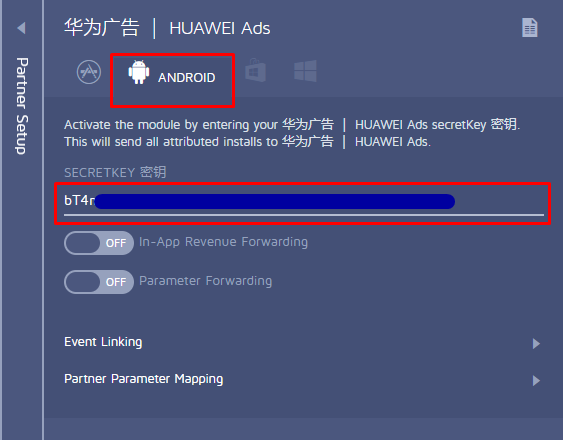 华为广告 | HUAWEI Ads
Partner Setup
ANDROID
Activate the module by entering your 华为广告 | HUAWEI Ads secretKey 密钥.
This will send all attributed installs to 华为广告 | HUAWEI Ads.
SECRETKEY 密钥
bT4r
OFF In-App Revenue Forwarding
OFF Parameter Forwarding
Event Linking
Partner Parameter Mapping